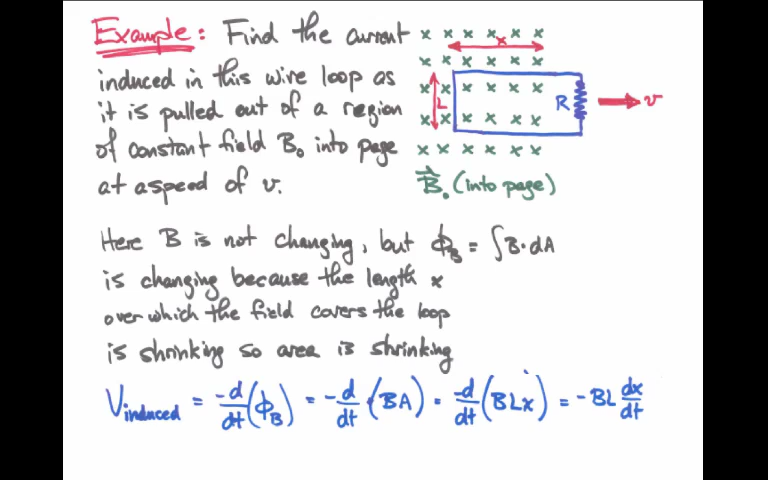 Example: Find the current
induced in this wire loop as
it is pulled out of a region
of constant field B₀ into page
at a speed of v.
x x x x x x
x
x x x x x x
L
x x x x x x
R
v
x x x x x x
x x x x x x
B⃗₀ (into page)
Here B is not changing, but ϕ_B = ∫B·dA
is changing because the length x
over which the field covers the loop
is shrinking so area is shrinking
V_induced = -d/dt (ϕ_B) = -d/dt (BA) = -d/dt (BLx) = -BL dx/dt